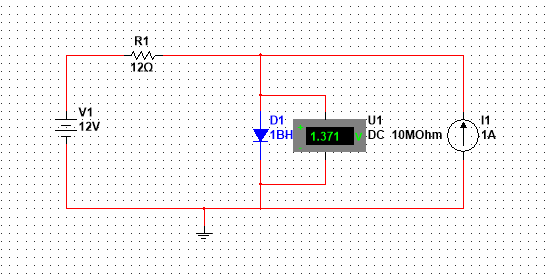 R1
12Ω
V1
12V
D1
1BH
+
1.371
V
-
U1
DC 10MOhm
I1
1A